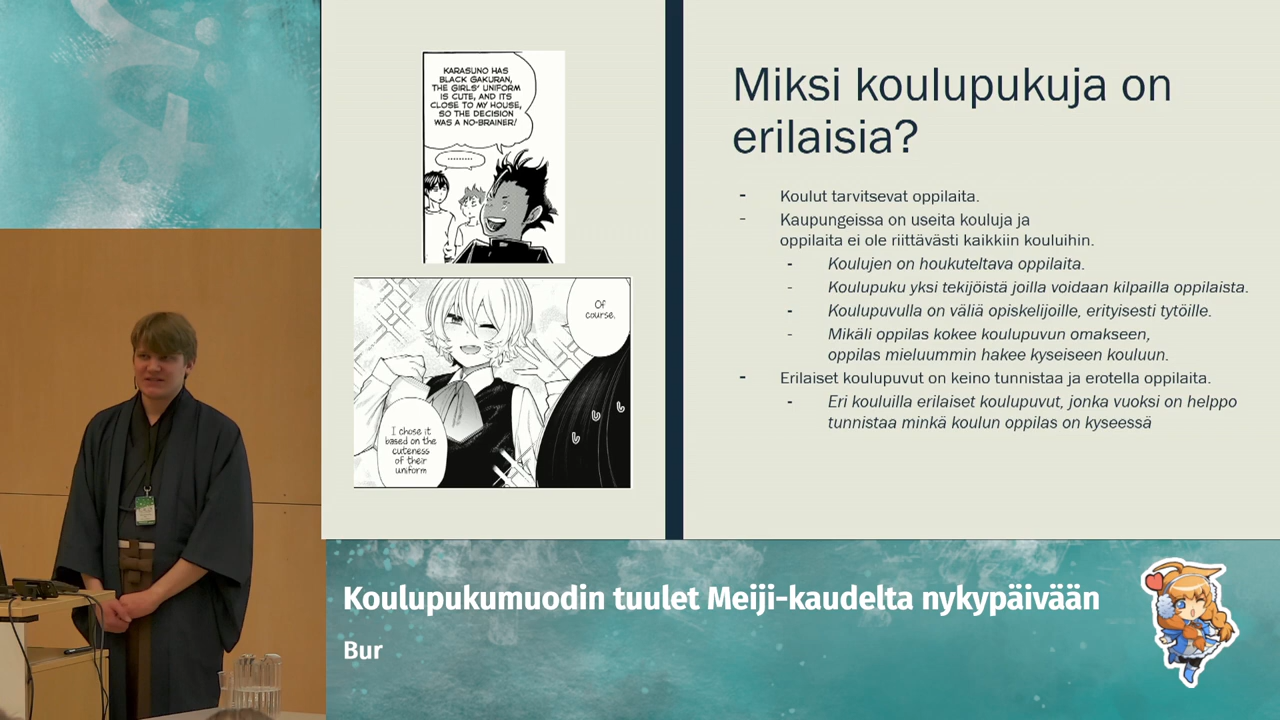 KARASUNO HAS
BLACK GAKURAN,
THE GIRLS' UNIFORM
IS CUTE, AND ITS
CLOSE TO MY HOUSE,
SO THE DECISION
WAS A NO-BRAINER!
.........
Of
course.
I chose it
based on the
cuteness
of their
uniform
Miksi koulupukuja on
erilaisia?
- Koulut tarvitsevat oppilaita.
- Kaupungeissa on useita kouluja ja
oppilaita ei ole riittävästi kaikkiin kouluihin.
- Koulujen on houkuteltava oppilaita.
- Koulupuku yksi tekijöistä joilla voidaan kilpailla oppilaista.
- Koulupuvulla on väliä opiskelijoille, erityisesti tytöille.
- Mikäli oppilas kokee koulupuvun omakseen,
oppilas mieluummin hakee kyseiseen kouluun.
- Erilaiset koulupuvut on keino tunnistaa ja erotella oppilaita.
- Eri kouluilla erilaiset koulupuvut, jonka vuoksi on helppo
tunnistaa minkä koulun oppilas on kyseessä
Koulupukumuodin tuulet Meiji-kaudelta nykypäivään
Bur